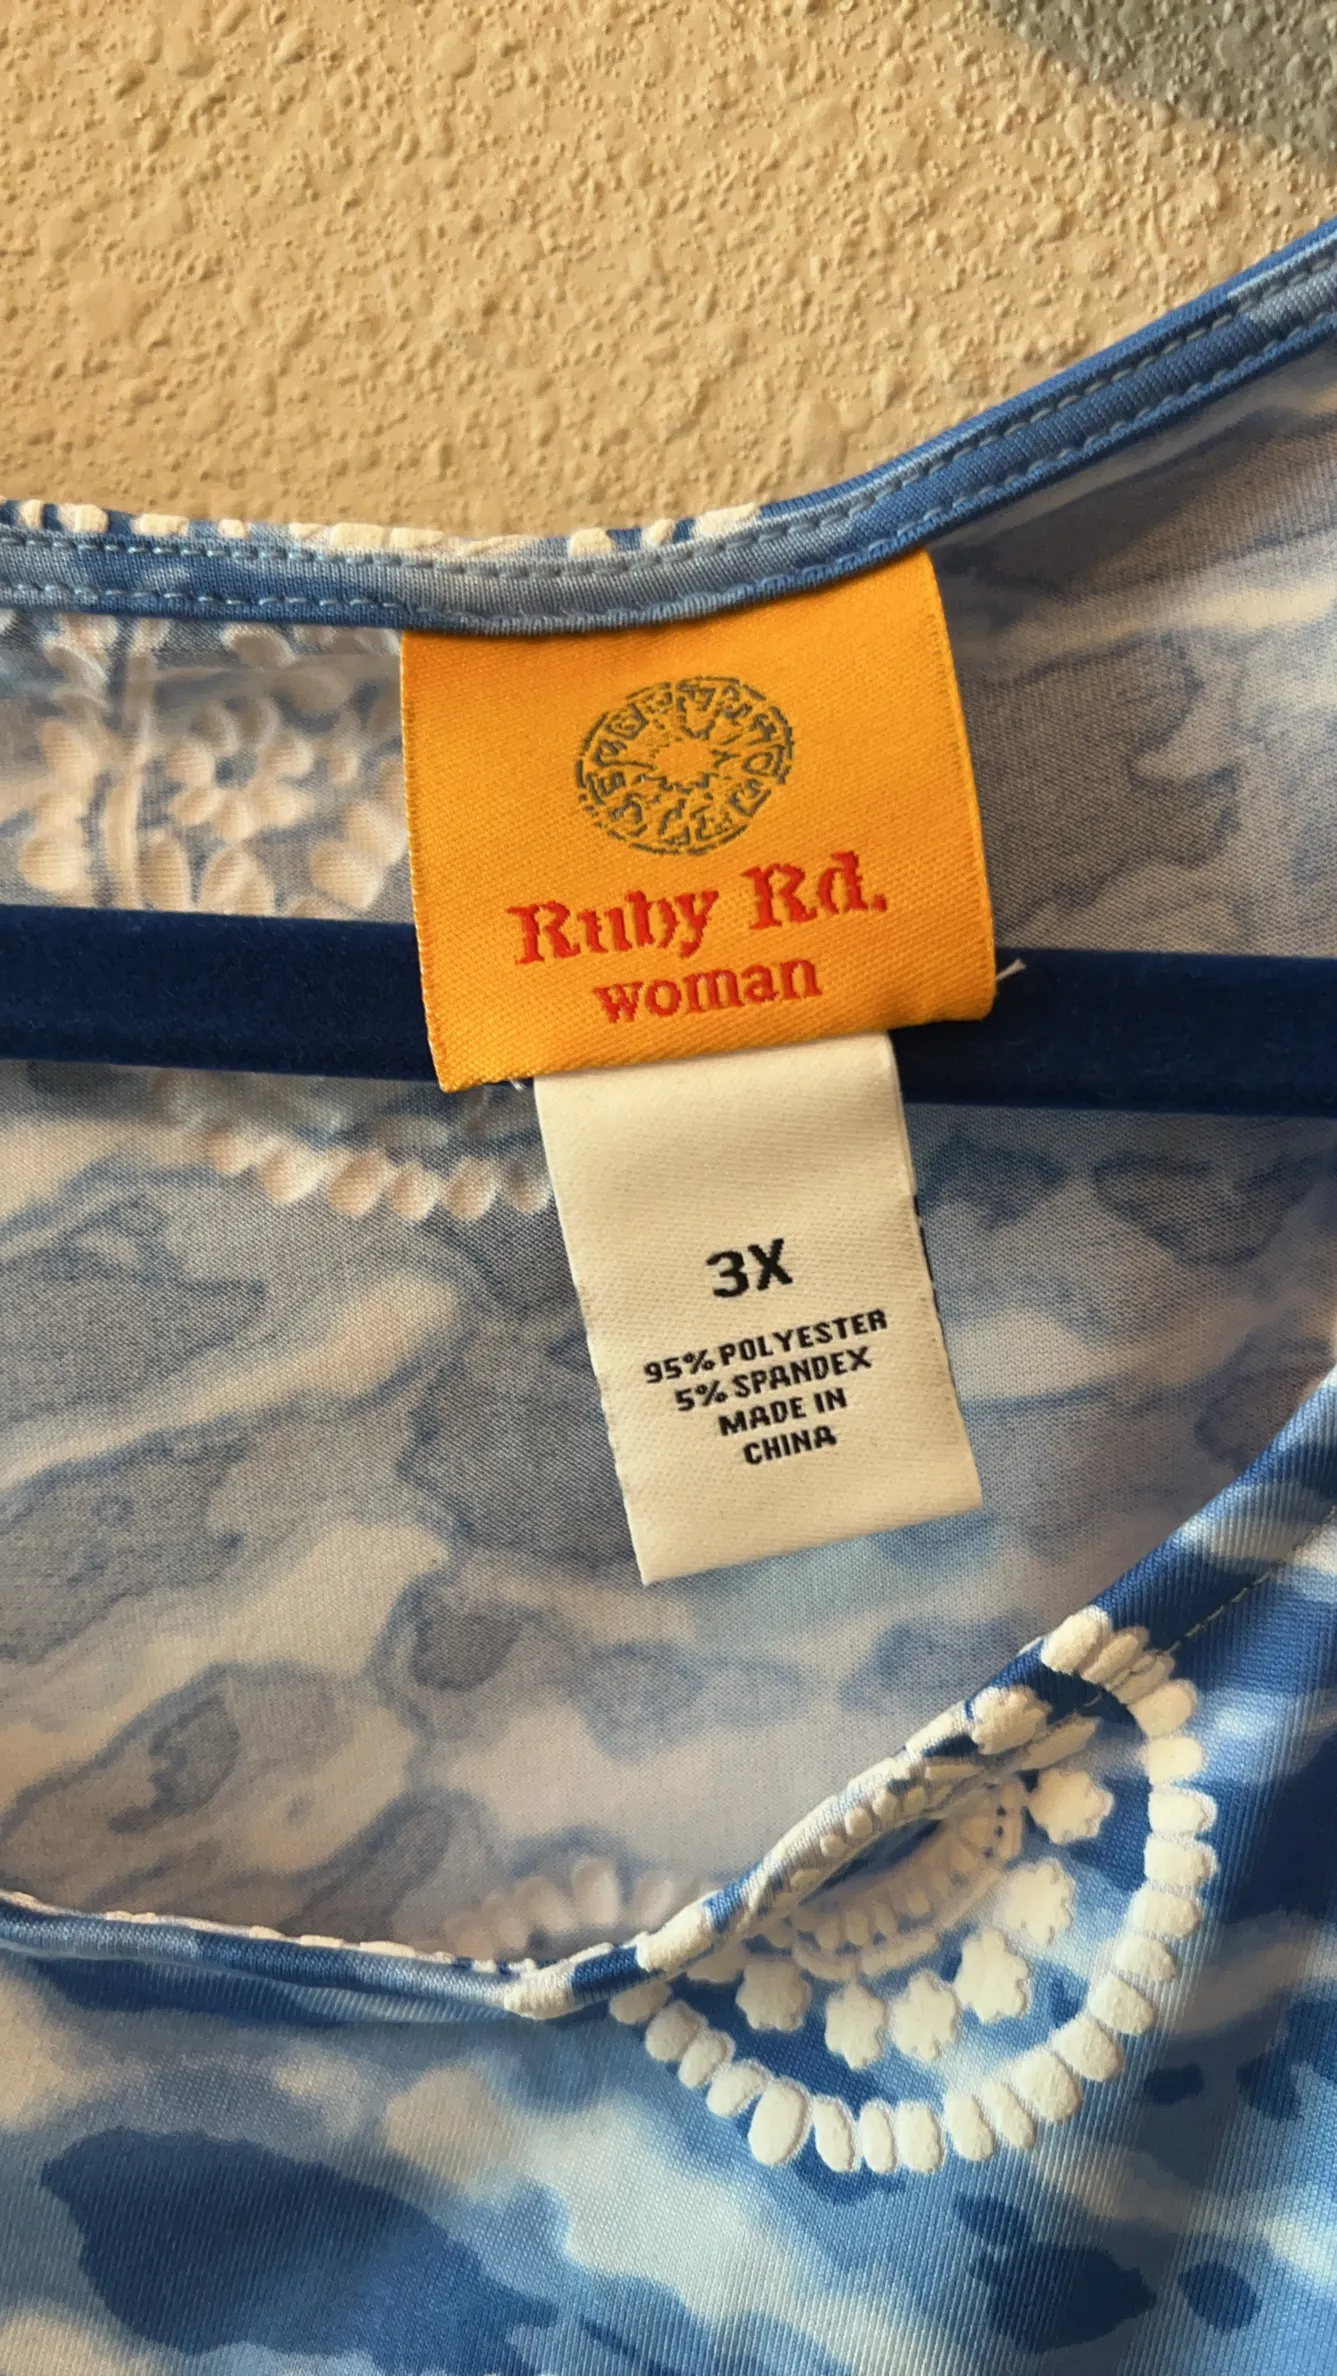 Ruby Rd.
woman
3X
95% POLYESTER
5% SPANDEX
MADE IN
CHINA